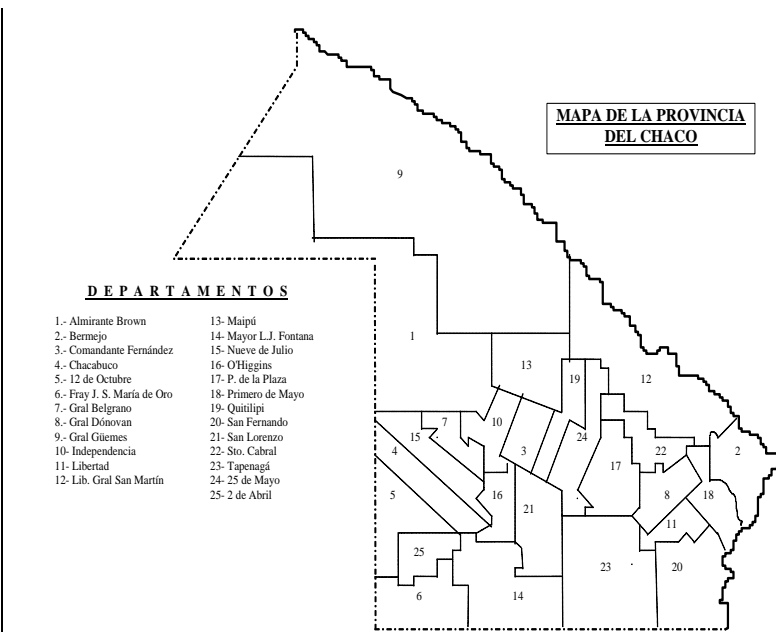 MAPA DE LA PROVINCIA
DEL CHACO
D E P A R T A M E N T O S
1.- Almirante Brown
2.- Bermejo
3.- Comandante Fernández
4.- Chacabuco
5.- 12 de Octubre
6.- Fray J. S. María de Oro
7.- Gral Belgrano
8.- Gral Dónovan
9.- Gral Güemes
10- Independencia
11- Libertad
12- Lib. Gral San Martín
13- Maipú
14- Mayor L.J. Fontana
15- Nueve de Julio
16- O'Higgins
17- P. de la Plaza
18- Primero de Mayo
19- Quitilipi
20- San Fernando
21- San Lorenzo
22- Sto. Cabral
23- Tapenagá
24- 25 de Mayo
25- 2 de Abril
9
1
13
19
12
10
7
15
24
4
3
22
2
17
5
16
8
18
21
11
25
23
20
6
14